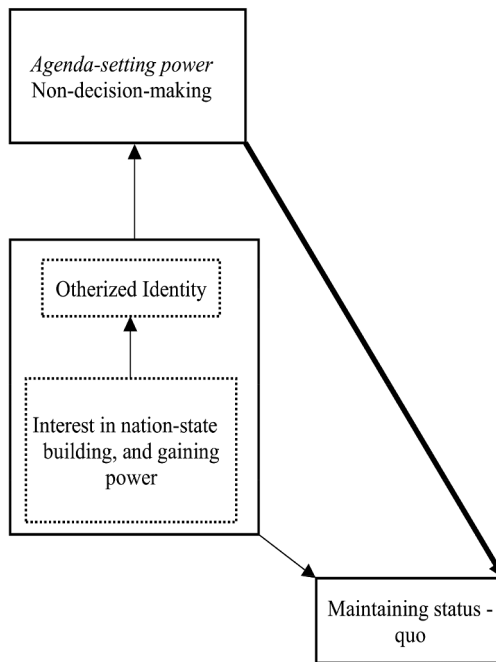 Agenda-setting power
Non-decision-making
Otherized Identity
Interest in nation-state
building, and gaining
power
Maintaining status -
quo